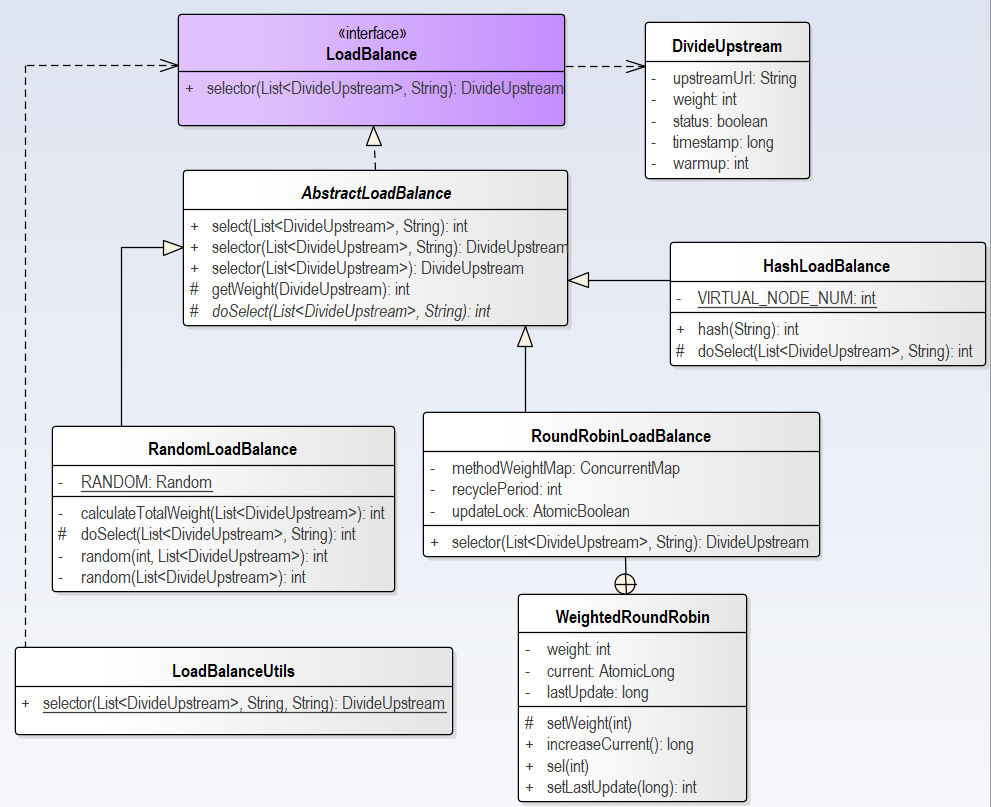 «interface»
LoadBalance
+ selector(List<DivideUpstream>, String): DivideUpstream
DivideUpstream
- upstreamUrl: String
- weight: int
- status: boolean
- timestamp: long
- warmup: int
AbstractLoadBalance
+ select(List<DivideUpstream>, String): int
+ selector(List<DivideUpstream>, String): DivideUpstream
+ selector(List<DivideUpstream>): DivideUpstream
# getWeight(DivideUpstream): int
# doSelect(List<DivideUpstream>, String): int
HashLoadBalance
- VIRTUAL_NODE_NUM: int
+ hash(String): int
# doSelect(List<DivideUpstream>, String): int
RandomLoadBalance
- RANDOM: Random
- calculateTotalWeight(List<DivideUpstream>): int
# doSelect(List<DivideUpstream>, String): int
- random(int, List<DivideUpstream>): int
- random(List<DivideUpstream>): int
RoundRobinLoadBalance
- methodWeightMap: ConcurrentMap
- recyclePeriod: int
- updateLock: AtomicBoolean
+ selector(List<DivideUpstream>, String): DivideUpstream
WeightedRoundRobin
- weight: int
- current: AtomicLong
- lastUpdate: long
# setWeight(int)
+ increaseCurrent(): long
+ sel(int)
+ setLastUpdate(long): int
LoadBalanceUtils
+ selector(List<DivideUpstream>, String, String): DivideUpstream